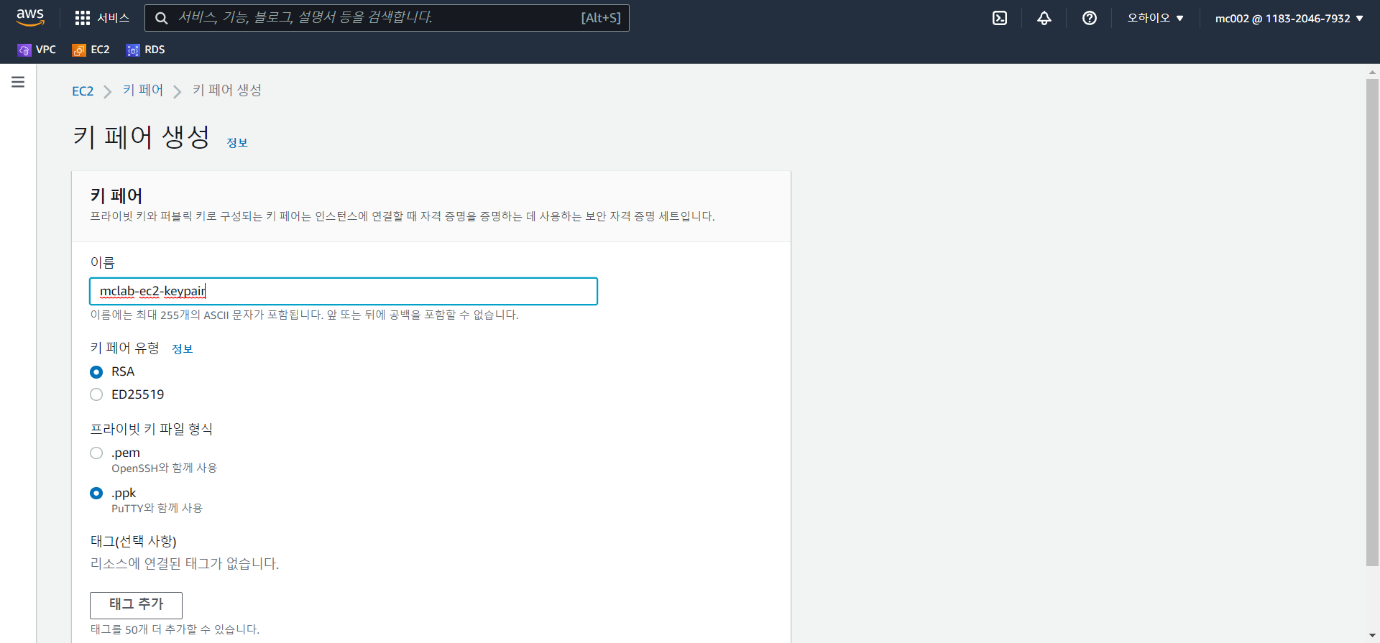 aws
서비스
서비스, 기능, 블로그, 설명서 등을 검색합니다.
[Alt+S]
오하이오 ▼
mc002 @ 1183-2046-7932 ▼
VPC
EC2
RDS
EC2 > 키 페어 > 키 페어 생성
키 페어 생성 정보
키 페어
프라이빗 키와 퍼블릭 키로 구성되는 키 페어는 인스턴스에 연결할 때 자격 증명을 증명하는 데 사용하는 보안 자격 증명 세트입니다.
이름
mclab-ec2-keypair
이름에는 최대 255개의 ASCII 문자가 포함됩니다. 앞 또는 뒤에 공백을 포함할 수 없습니다.
키 페어 유형 정보
RSA
ED25519
프라이빗 키 파일 형식
.pem
OpenSSH와 함께 사용
.ppk
PuTTY와 함께 사용
태그(선택 사항)
리소스에 연결된 태그가 없습니다.
태그 추가
태그를 50개 더 추가할 수 있습니다.